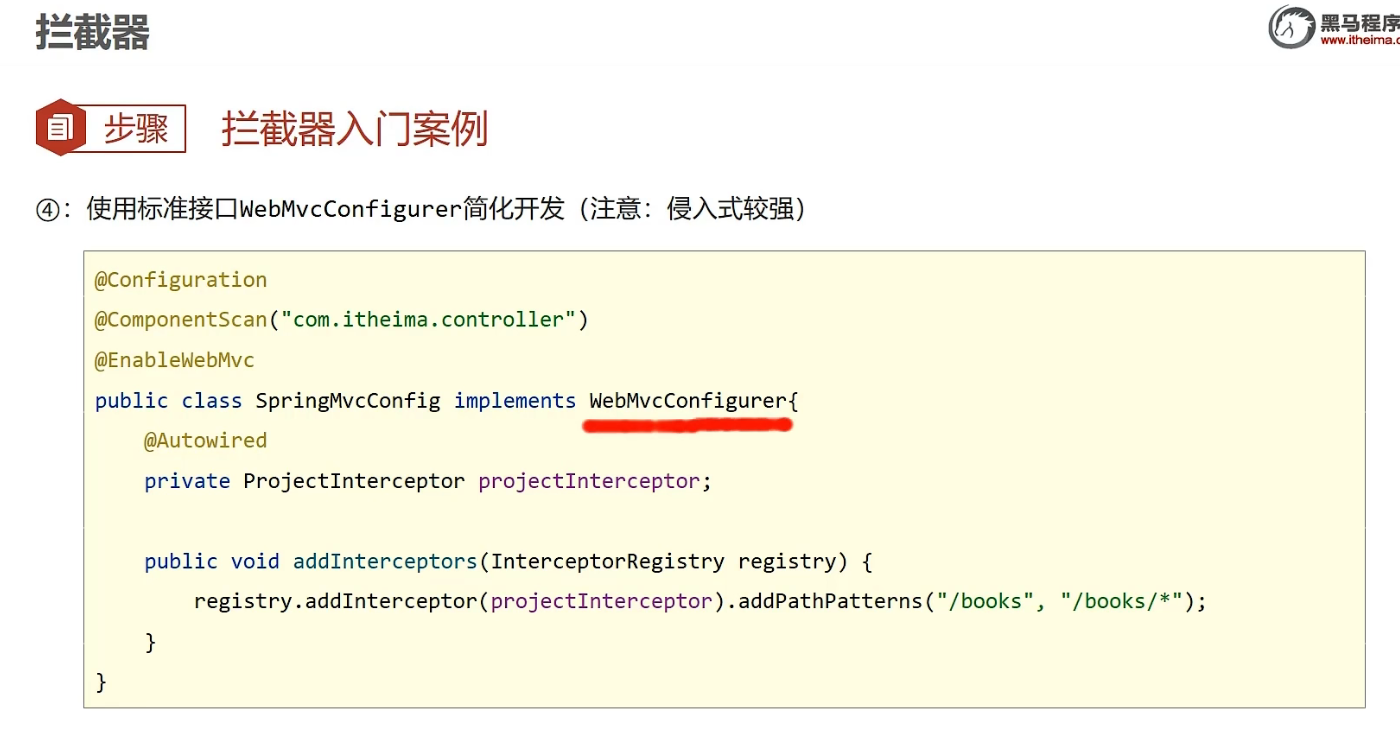 拦截器
黑马程序
www.itheima.c
步骤
拦截器入门案例
④：使用标准接口WebMvcConfigurer简化开发（注意：侵入式较强）
@Configuration
@ComponentScan("com.itheima.controller")
@EnableWebMvc
public class SpringMvcConfig implements WebMvcConfigurer{
    @Autowired
    private ProjectInterceptor projectInterceptor;
    public void addInterceptors(InterceptorRegistry registry) {
        registry.addInterceptor(projectInterceptor).addPathPatterns("/books", "/books/*");
    }
}